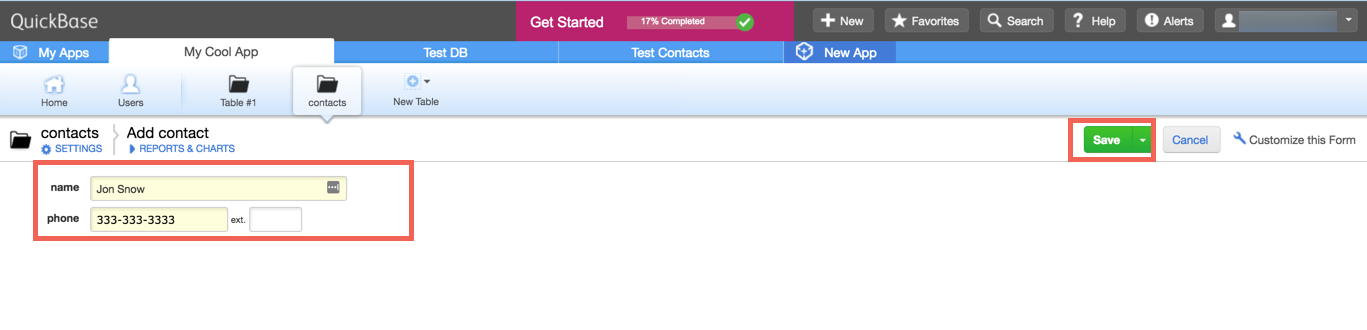 QuickBase Get Started 17% Completed New Favorites Search ? Help Alerts
My Apps My Cool App Test DB Test Contacts New App
Home Users Table #1 contacts New Table
contacts Add contact Save Cancel Customize this Form
SETTINGS REPORTS & CHARTS
name Jon Snow
phone 333-333-3333 ext.